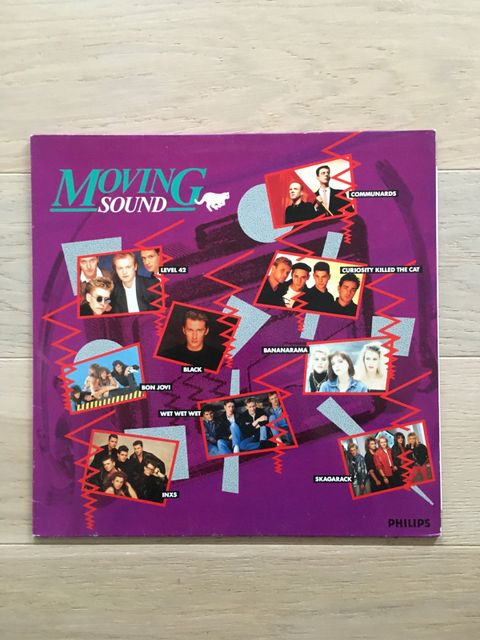 MOVING
SOUND
COMMUNARDS
LEVEL 42
CURIOSITY KILLED THE CAT
BLACK
BANANARAMA
BON JOVI
WET WET WET
SKAGARACK
INXS
PHILIPS